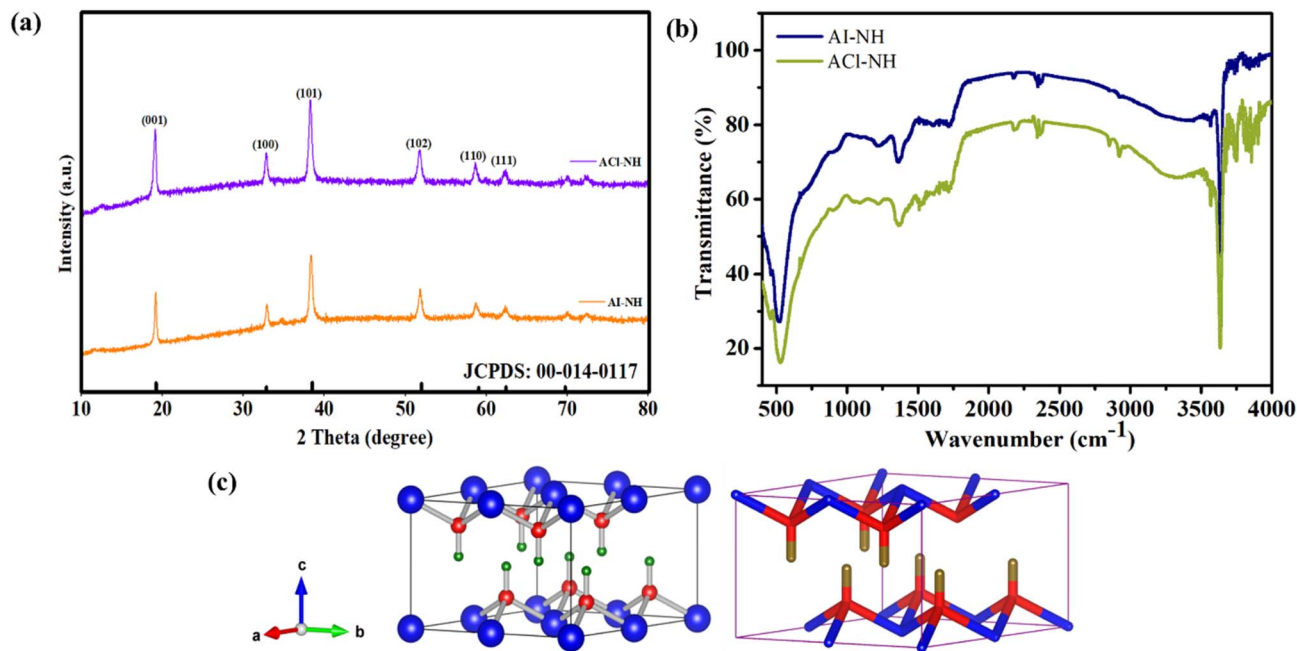 (a)
Intensity (a.u.)
(001)
(100)
(101)
(102)
(110)
(111)
ACl-NH
AI-NH
JCPDS: 00-014-0117
10 20 30 40 50 60 70 80
2 Theta (degree)
(b)
AI-NH
ACl-NH
Transmittance (%)
100
80
60
40
20
500 1000 1500 2000 2500 3000 3500 4000
Wavenumber (cm⁻¹)
(c)
c
a
b